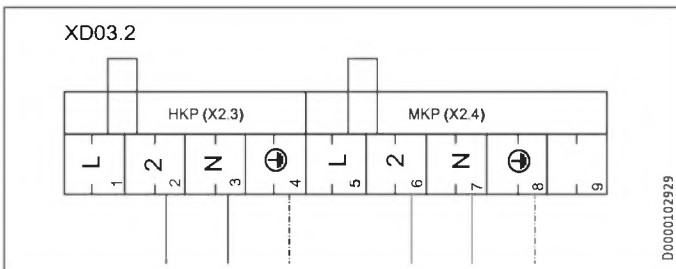 XD03.2
HKP (X2.3) MKP (X2.4)
L 2 N L 2 N
1 2 3 4 5 6 7 8 9
D0000102929